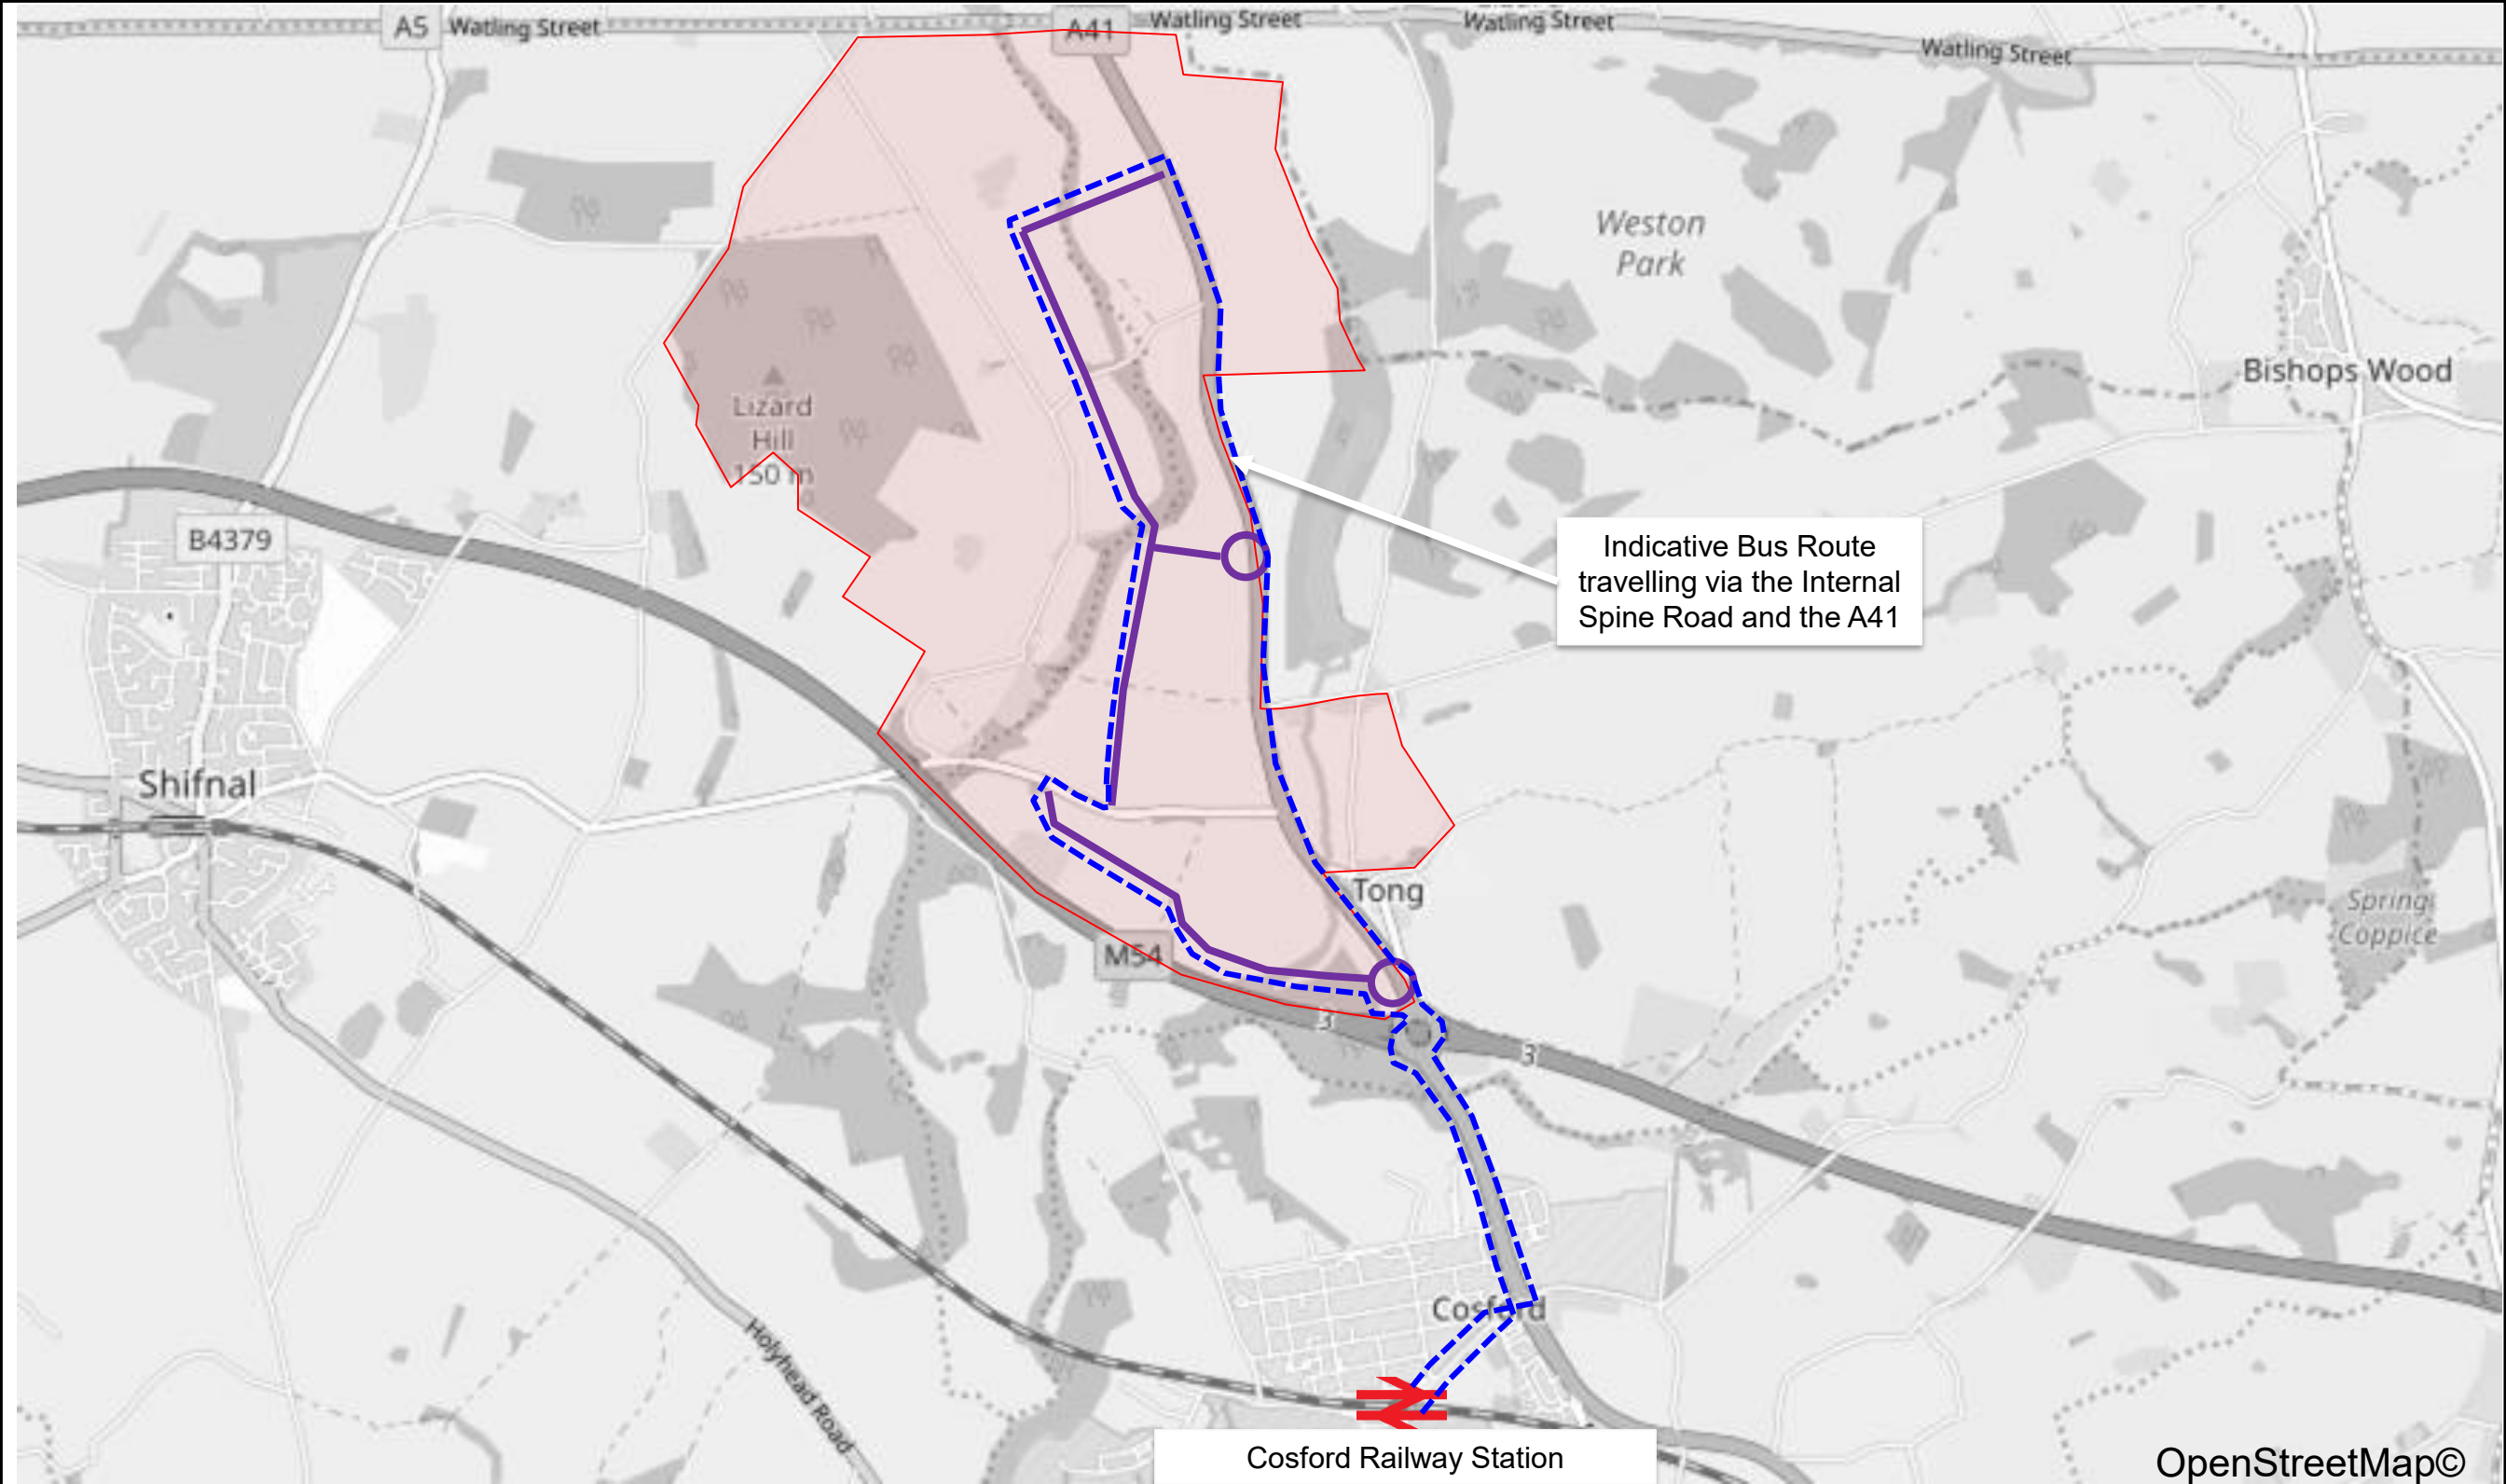 A5
Watling Street
A41
Watling Street
Watling Street
Watling Street
Weston
Park
Bishops Wood
Lizard
Hill
150 m
B4379
Indicative Bus Route
travelling via the Internal
Spine Road and the A41
Shifnal
Tong
Spring
Coppice
M54
3
3
Cosford
Holyhead Road
Cosford Railway Station
OpenStreetMap©